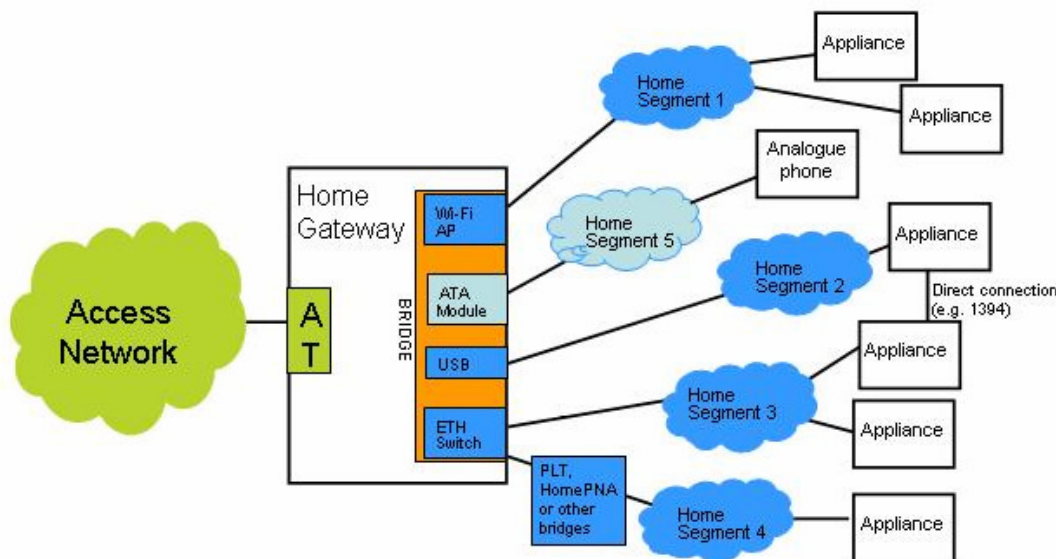 Access
Network
Home
Gateway
A
T
BRIDGE
Wi-Fi
AP
ATA
Module
USB
ETH
Switch
PLT,
HomePNA
or other
bridges
Home
Segment 1
Home
Segment 5
Home
Segment 2
Home
Segment 3
Home
Segment 4
Appliance
Appliance
Analogue
phone
Appliance
Direct connection
(e.g. 1394)
Appliance
Appliance
Appliance